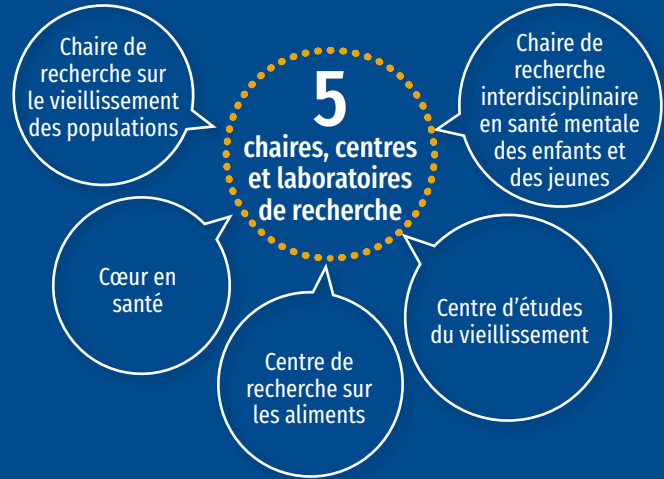 Chaire de
recherche sur
le vieillissement
des populations
5
chaires, centres
et laboratoires
de recherche
Chaire de
recherche
interdisciplinaire
en santé mentale
des enfants et
des jeunes
Cœur en
santé
Centre de
recherche sur
les aliments
Centre d’études
du vieillissement